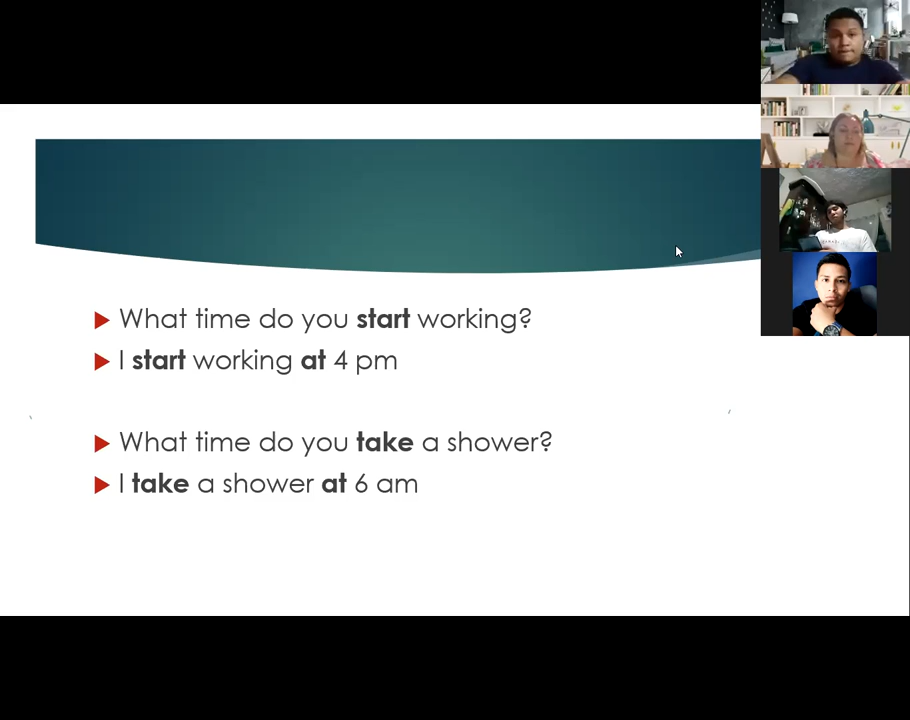 What time do you start working?
I start working at 4 pm
What time do you take a shower?
I take a shower at 6 am